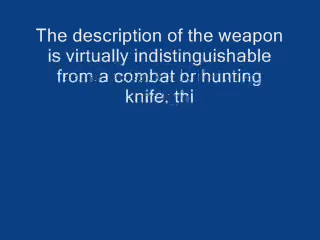 The description of the weapon
is virtually indistinguishable
from a combat or hunting
knife, thi